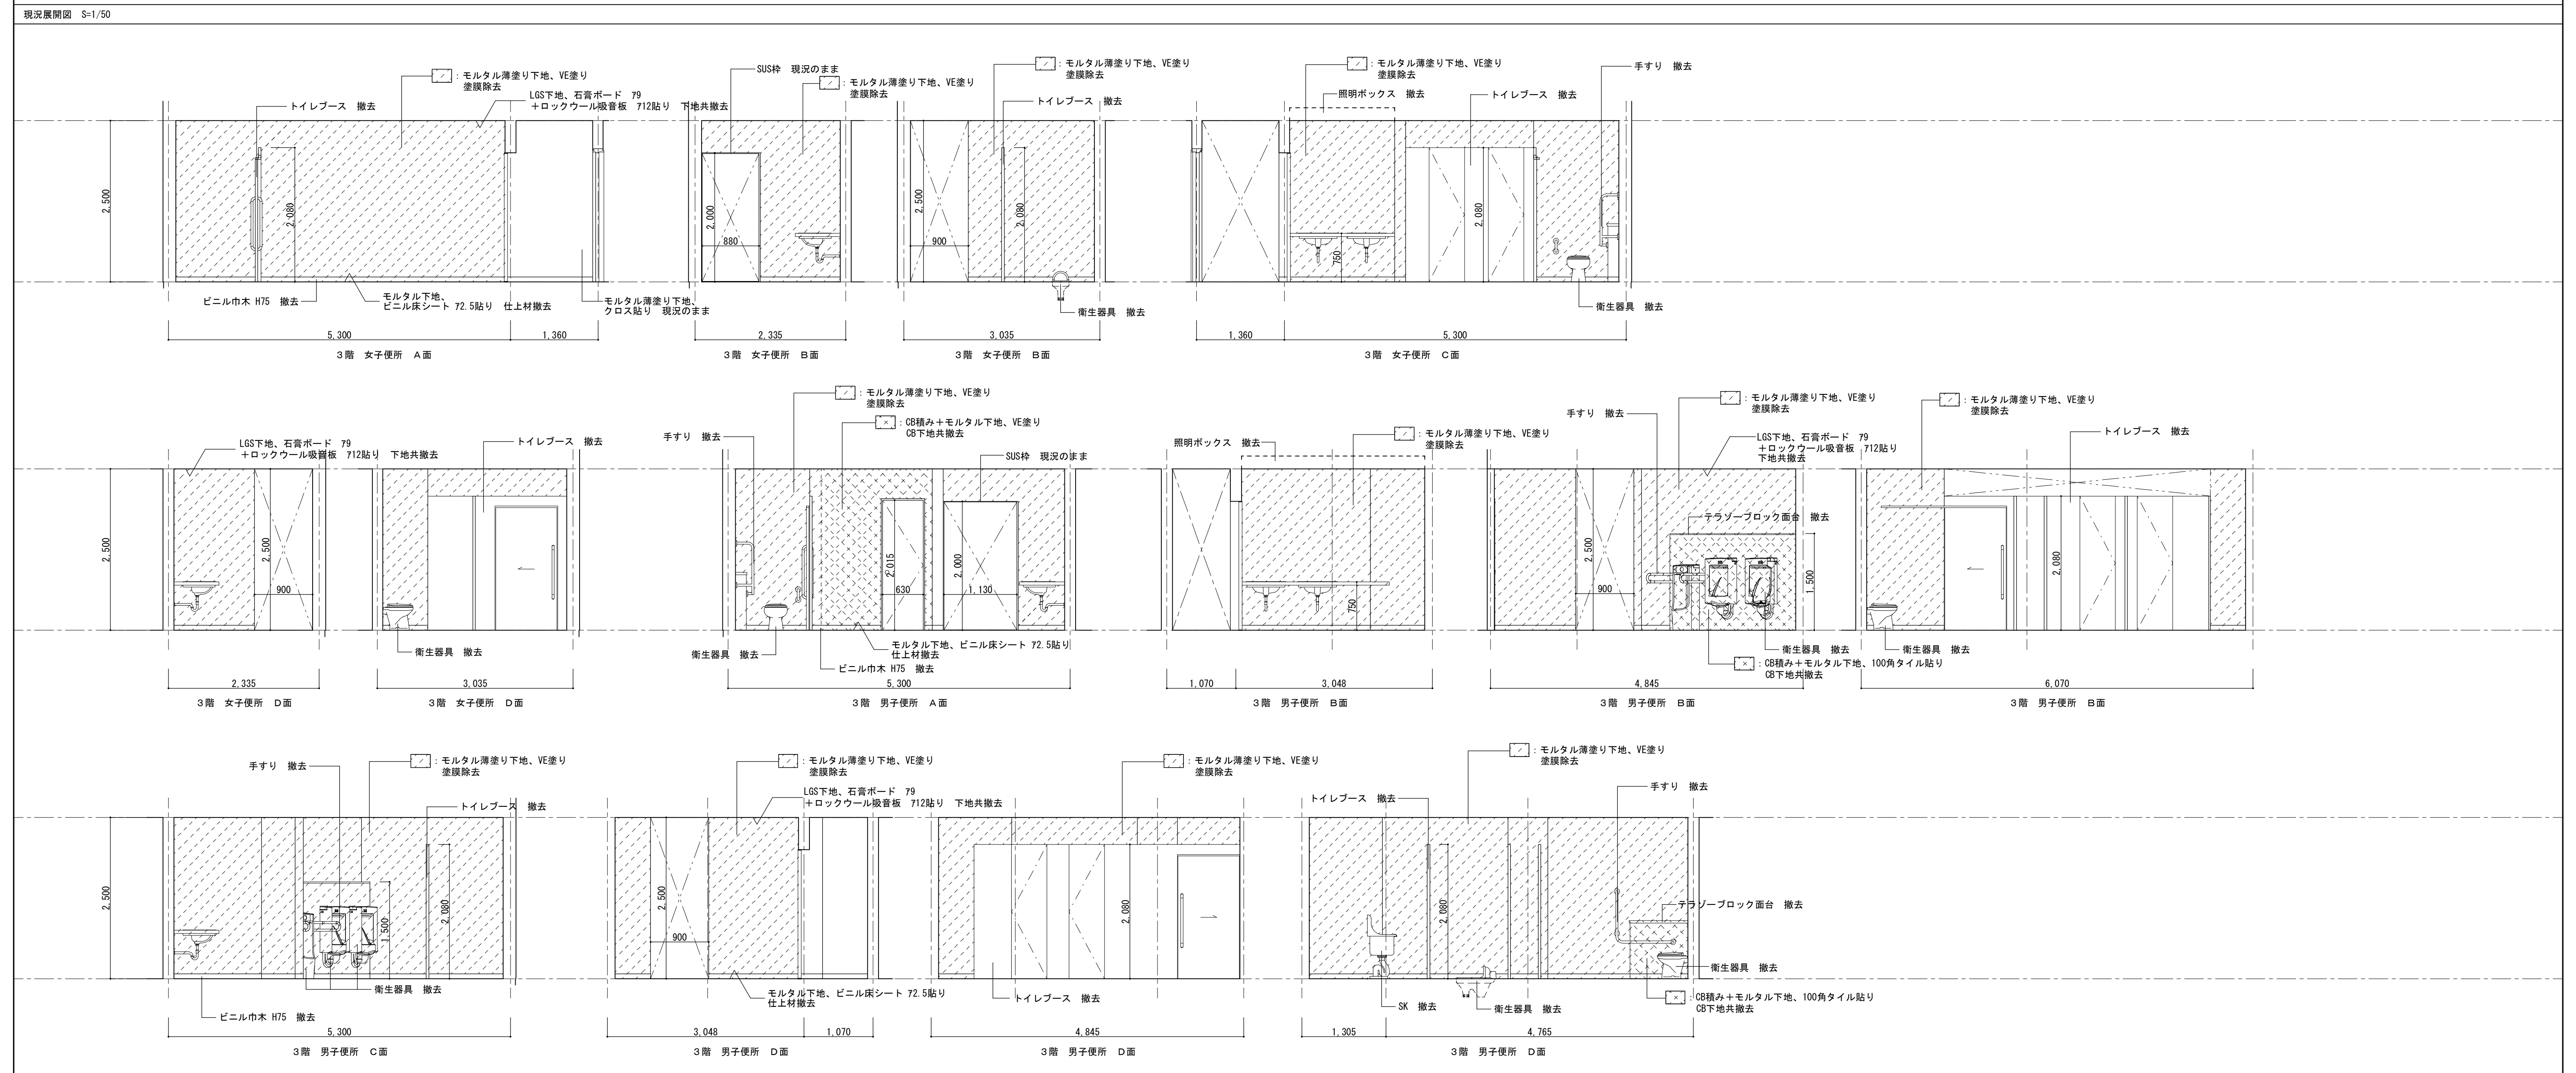 現況展開図 S=1/50
：モルタル薄塗り下地、VE塗り
塗膜除去
LGS下地、石膏ボード ｱ9
＋ロックウール吸音板 ｱ12貼り 下地共撤去
トイレブース 撤去
2,500
2,080
ビニル巾木 H75 撤去
モルタル下地、
ビニル床シート ｱ2.5貼り 仕上材撤去
モルタル薄塗り下地、
クロス貼り 現況のまま
5,300
1,360
３階 女子便所 Ａ面
SUS枠 現況のまま
：モルタル薄塗り下地、VE塗り
塗膜除去
2,000
880
2,335
３階 女子便所 Ｂ面
：モルタル薄塗り下地、VE塗り
塗膜除去
トイレブース 撤去
2,500
900
2,080
衛生器具 撤去
3,035
３階 女子便所 Ｂ面
：モルタル薄塗り下地、VE塗り
塗膜除去
手すり 撤去
照明ボックス 撤去
トイレブース 撤去
750
2,080
衛生器具 撤去
1,360
5,300
３階 女子便所 Ｃ面
LGS下地、石膏ボード ｱ9
＋ロックウール吸音板 ｱ12貼り 下地共撤去
2,500
2,500
900
2,335
３階 女子便所 Ｄ面
トイレブース 撤去
衛生器具 撤去
3,035
３階 女子便所 Ｄ面
：モルタル薄塗り下地、VE塗り
塗膜除去
：CB積み＋モルタル下地、VE塗り
CB下地共撤去
手すり 撤去
SUS枠 現況のまま
2,015
630
2,000
1,130
モルタル下地、ビニル床シート ｱ2.5貼り
仕上材撤去
衛生器具 撤去
ビニル巾木 H75 撤去
5,300
３階 男子便所 Ａ面
照明ボックス 撤去
：モルタル薄塗り下地、VE塗り
塗膜除去
750
1,070
3,048
３階 男子便所 Ｂ面
：モルタル薄塗り下地、VE塗り
塗膜除去
手すり 撤去
LGS下地、石膏ボード ｱ9
＋ロックウール吸音板 ｱ12貼り
下地共撤去
テラゾーブロック面台 撤去
2,500
900
1,500
衛生器具 撤去
：CB積み＋モルタル下地、100角タイル貼り
CB下地共撤去
4,845
３階 男子便所 Ｂ面
：モルタル薄塗り下地、VE塗り
塗膜除去
トイレブース 撤去
2,080
衛生器具 撤去
6,070
３階 男子便所 Ｂ面
：モルタル薄塗り下地、VE塗り
塗膜除去
手すり 撤去
トイレブース 撤去
2,500
1,500
2,080
衛生器具 撤去
ビニル巾木 H75 撤去
5,300
３階 男子便所 Ｃ面
：モルタル薄塗り下地、VE塗り
塗膜除去
LGS下地、石膏ボード ｱ9
＋ロックウール吸音板 ｱ12貼り 下地共撤去
2,500
900
モルタル下地、ビニル床シート ｱ2.5貼り
仕上材撤去
3,048
1,070
３階 男子便所 Ｄ面
：モルタル薄塗り下地、VE塗り
塗膜除去
2,080
トイレブース 撤去
4,845
３階 男子便所 Ｄ面
：モルタル薄塗り下地、VE塗り
塗膜除去
トイレブース 撤去
手すり 撤去
2,080
テラゾーブロック面台 撤去
衛生器具 撤去
SK 撤去
衛生器具 撤去
：CB積み＋モルタル下地、100角タイル貼り
CB下地共撤去
1,305
4,765
３階 男子便所 Ｄ面